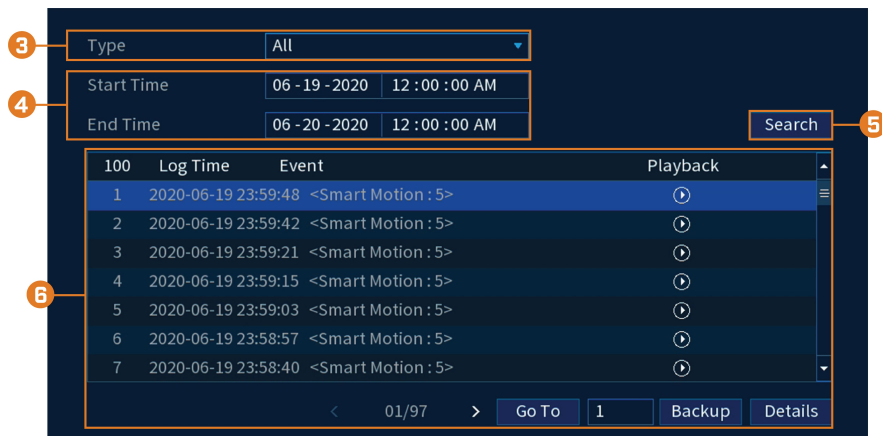 3 Type All
Start Time 06 - 19 - 2020 12 : 00 : 00 AM
4
End Time 06 - 20 - 2020 12 : 00 : 00 AM Search 5
100 Log Time Event Playback
1 2020-06-19 23:59:48 <Smart Motion : 5>
2 2020-06-19 23:59:42 <Smart Motion : 5>
3 2020-06-19 23:59:21 <Smart Motion : 5>
4 2020-06-19 23:59:15 <Smart Motion : 5>
6
5 2020-06-19 23:59:03 <Smart Motion : 5>
6 2020-06-19 23:58:57 <Smart Motion : 5>
7 2020-06-19 23:58:40 <Smart Motion : 5>
< 01/97 > Go To 1 Backup Details